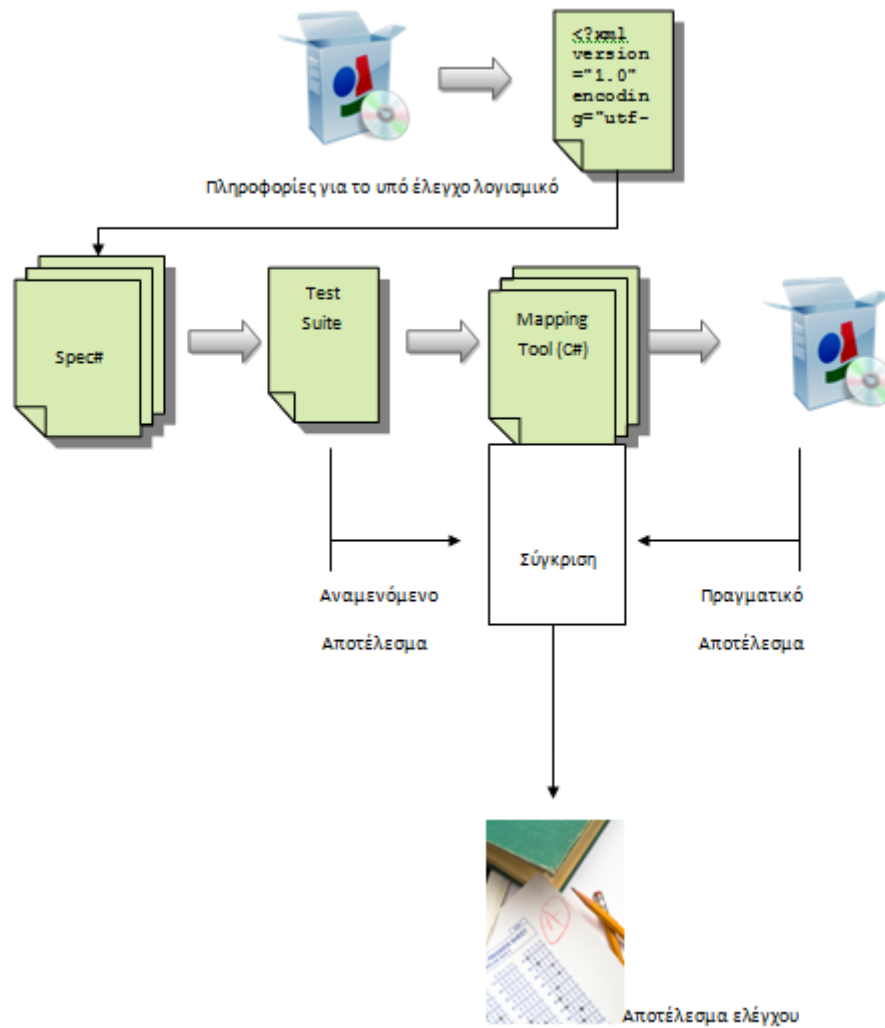 <?xml
version
="1.0"
encodin
g="utf-
Πληροφορίες για το υπό έλεγχο λογισμικό
Spec#
Test
Suite
Mapping
Tool (C#)
Σύγκριση
Αναμενόμενο
Αποτέλεσμα
Πραγματικό
Αποτέλεσμα
Αποτέλεσμα ελέγχου